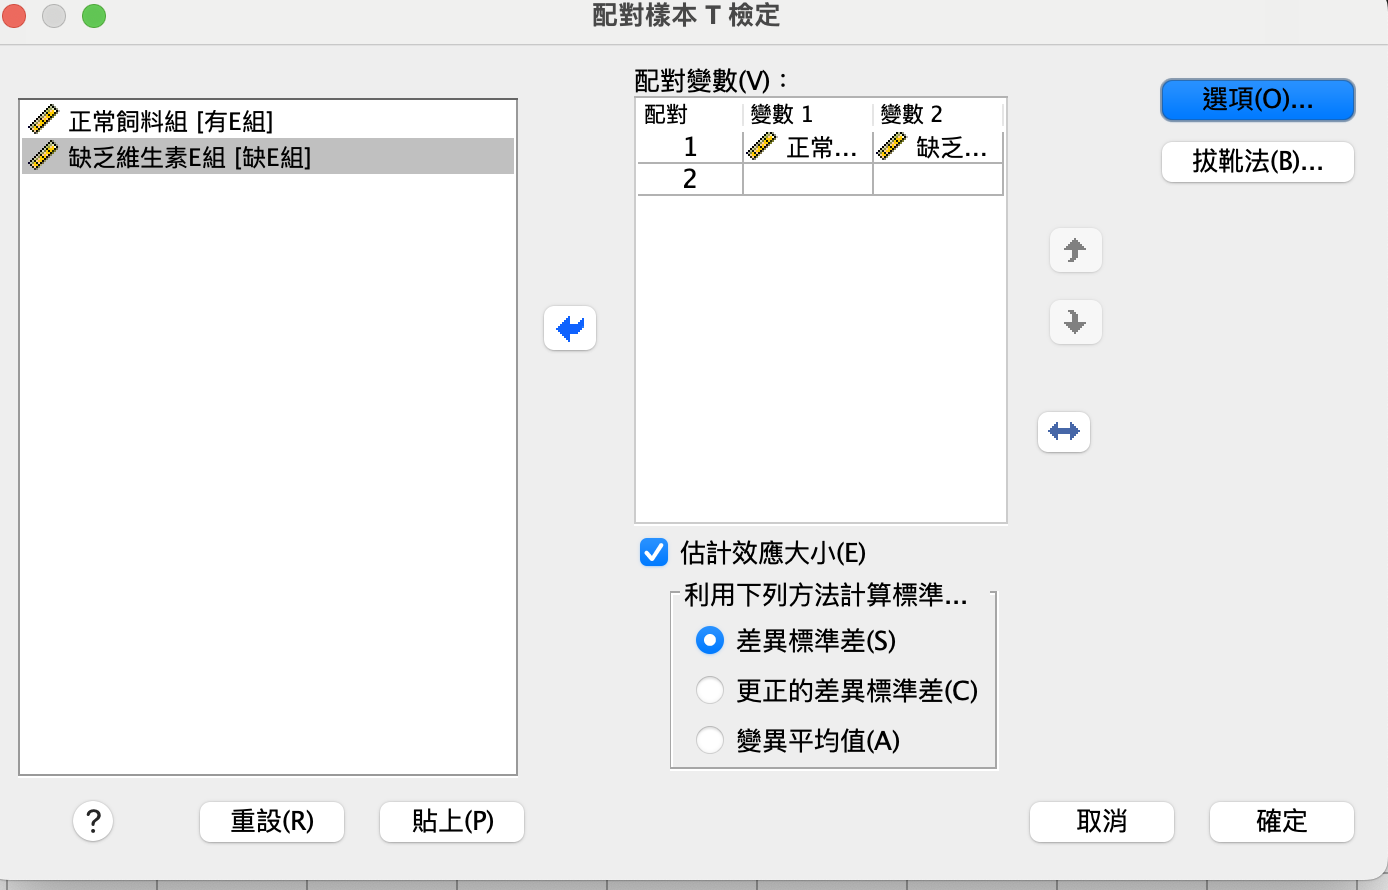 配對樣本 T 檢定
正常飼料組 [有E組]
缺乏維生素E組 [缺E組]
配對變數(V)：
配對 變數 1 變數 2
1 正常... 缺乏...
2
估計效應大小(E)
利用下列方法計算標準...
差異標準差(S)
更正的差異標準差(C)
變異平均值(A)
選項(O)...
拔靴法(B)...
?
重設(R)
貼上(P)
取消
確定